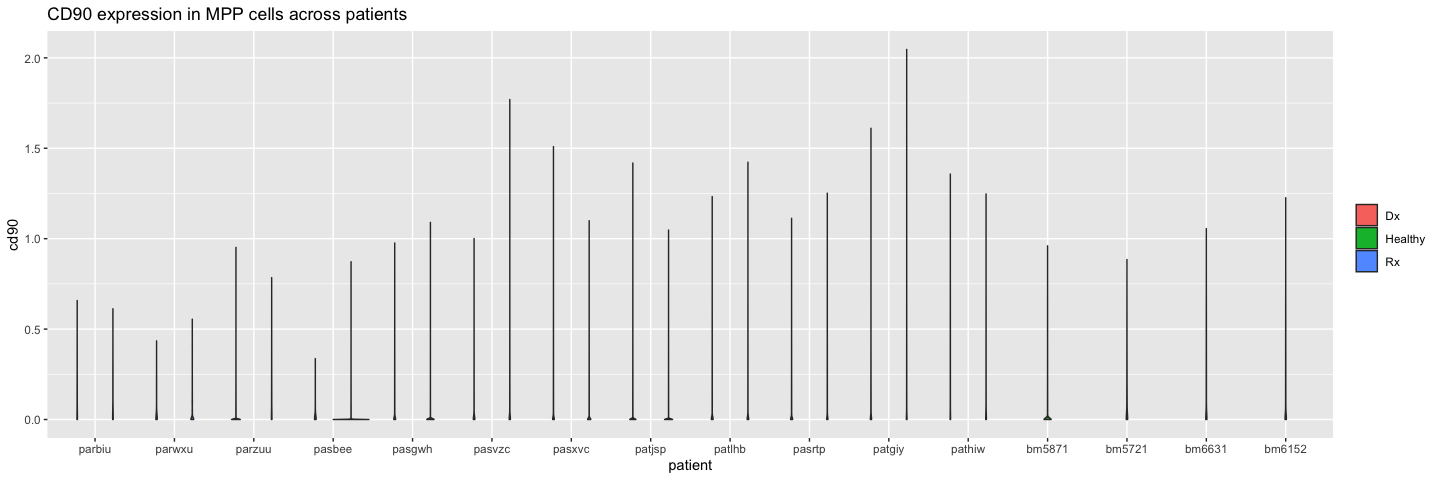 CD90 expression in MPP cells across patients
cd90
2.0
1.5
1.0
0.5
0.0
parbiu parwxu parzuu pasbee pasgwh pasvzc pasxvc patjsp patlhb pasrtp patgiy pathiw bm5871 bm5721 bm6631 bm6152
patient
Dx
Healthy
Rx